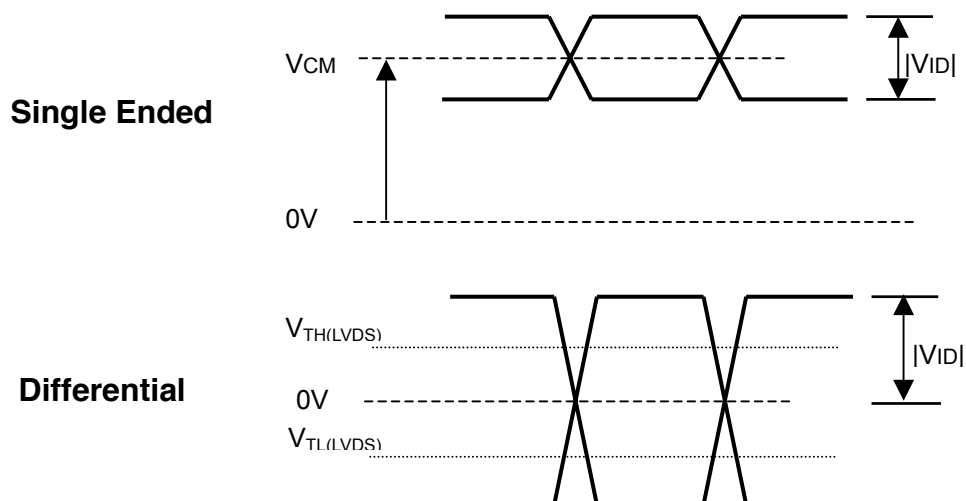 VCM
|VID|
Single Ended
0V
VTH(LVDS)
|VID|
Differential
0V
VTL(LVDS)